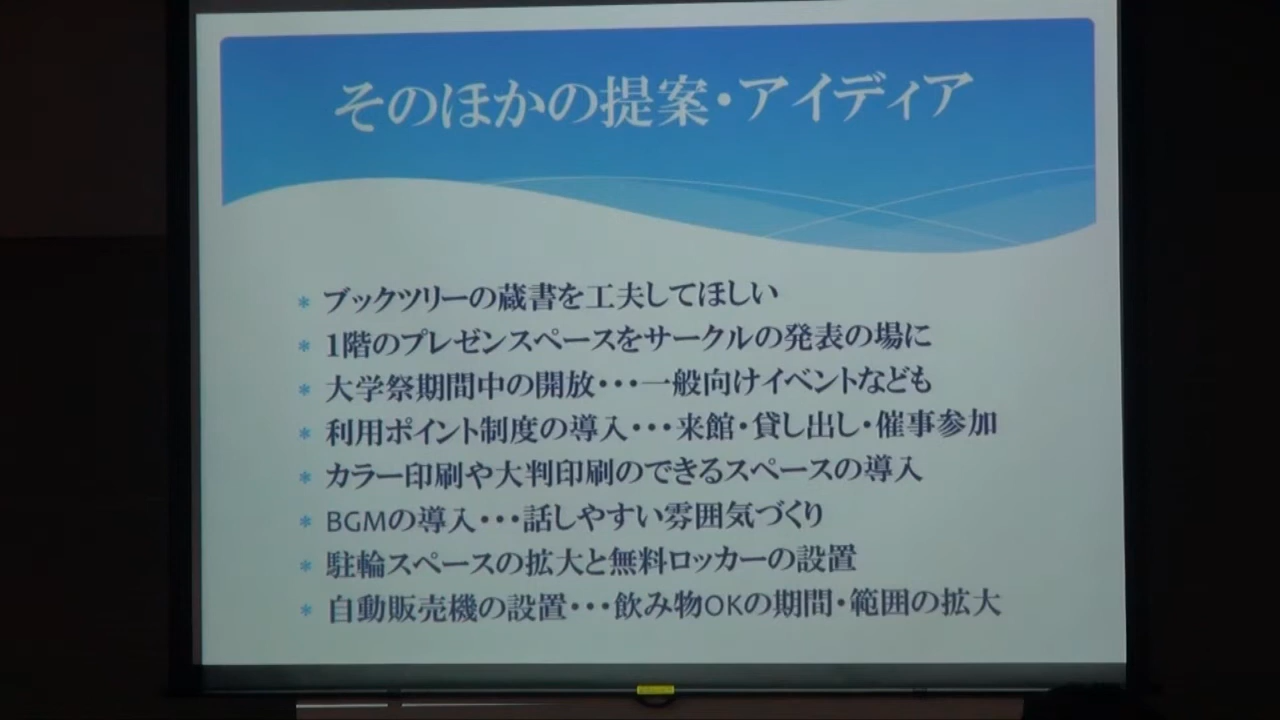 そのほかの提案・アイディア
* ブックツリーの蔵書を工夫してほしい
* 1階のプレゼンスペースをサークルの発表の場に
* 大学祭期間中の開放・・・一般向けイベントなども
* 利用ポイント制度の導入・・・来館・貸し出し・催事参加
* カラー印刷や大判印刷のできるスペースの導入
* BGMの導入・・・話しやすい雰囲気づくり
* 駐輪スペースの拡大と無料ロッカーの設置
* 自動販売機の設置・・・飲み物OKの期間・範囲の拡大